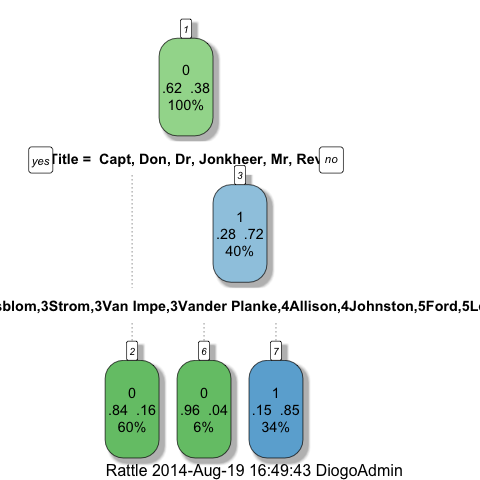 1
0
.62 .38
100%
yes Title = Capt, Don, Dr, Jonkheer, Mr, Rev no
3
1
.28 .72
40%
sblom,3Strom,3Van Impe,3Vander Planke,4Allison,4Johnston,5Ford,5Le
2 6 7
0 0 1
.84 .16 .96 .04 .15 .85
60% 6% 34%
Rattle 2014-Aug-19 16:49:43 DiogoAdmin